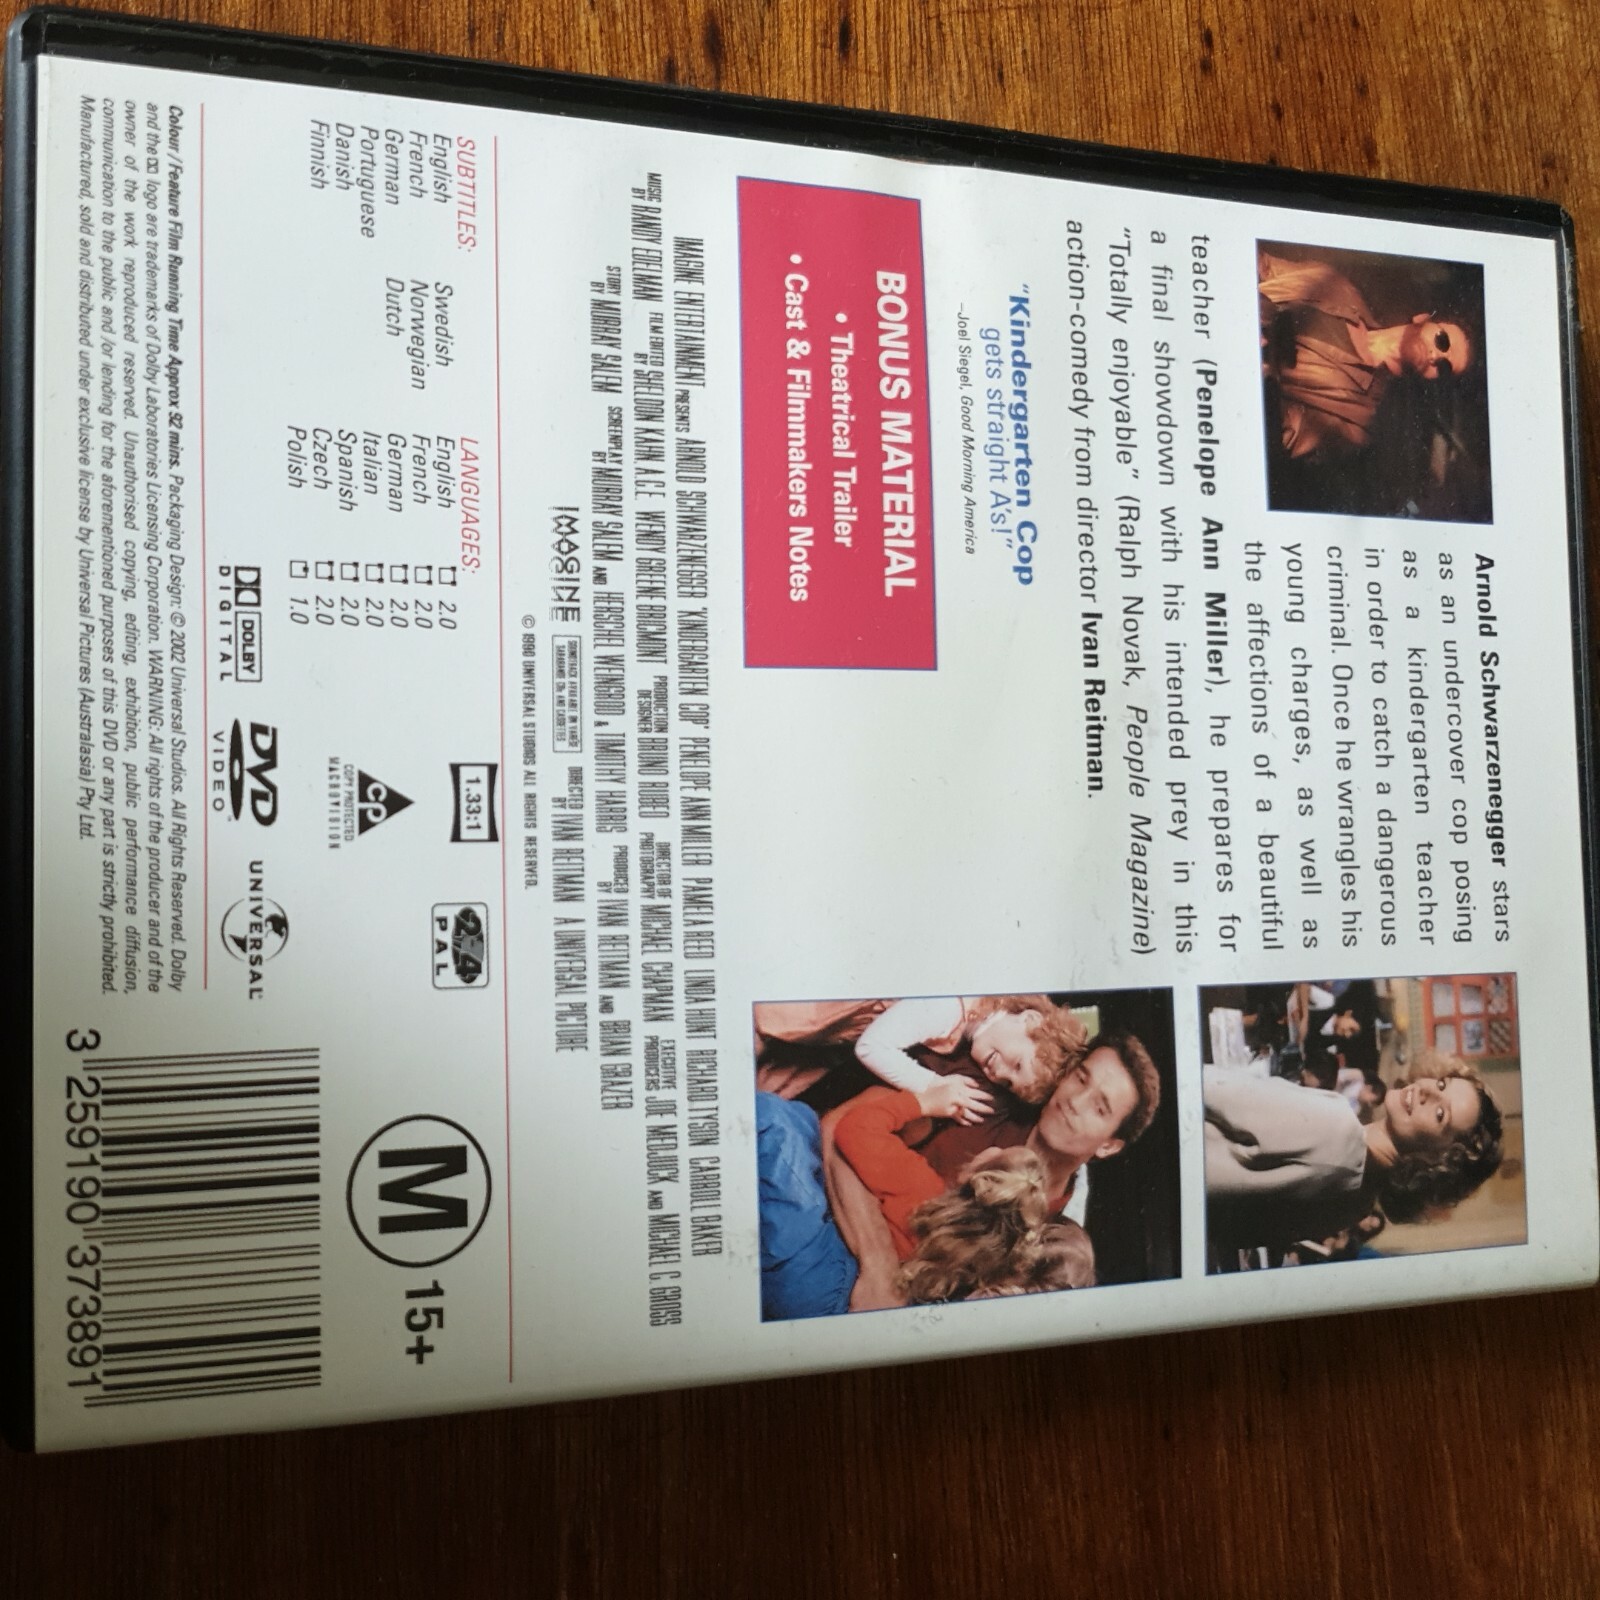 Arnold Schwarzenegger stars
as an undercover cop posing
as a kindergarten teacher
in order to catch a dangerous
criminal. Once he wrangles his
young charges, as well as
the affections of a beautiful
teacher (Penelope Ann Miller), he prepares for
a final showdown with his intended prey in this
"Totally enjoyable" (Ralph Novak, People Magazine)
action-comedy from director Ivan Reitman.
"Kindergarten Cop
gets straight A's!"
–Joel Siegel, Good Morning America
BONUS MATERIAL
• Theatrical Trailer
• Cast & Filmmakers Notes
IMAGINE ENTERTAINMENT PRESENTS ARNOLD SCHWARZENEGGER 'KINDERGARTEN COP' PENELOPE ANN MILLER PAMELA REED LINDA HUNT RICHARD TYSON CARROLL BAKER
MUSIC BY RANDY EDELMAN FILM EDITED BY SHELDON KAHN, A.C.E. WENDY GREENE BRICMONT PRODUCTION DESIGNER BRUNO RUBEO DIRECTOR OF PHOTOGRAPHY MICHAEL CHAPMAN EXECUTIVE PRODUCERS JOE MEDJUCK AND MICHAEL C. GROSS
STORY BY MURRAY SALEM SCREENPLAY BY MURRAY SALEM AND HERSCHEL WEINGROD & TIMOTHY HARRIS PRODUCED BY IVAN REITMAN AND BRIAN GRAZER
IMAGINE DIRECTED BY IVAN REITMAN A UNIVERSAL PICTURE
© 1990 UNIVERSAL STUDIOS ALL RIGHTS RESERVED.
SUBTITLES:
English Swedish
French Norwegian
German Dutch
Portuguese
Danish
Finnish
LANGUAGES:
English 2.0
French 2.0
German 2.0
Italian 2.0
Spanish 2.0
Czech 2.0
Polish 1.0
1.33:1
2,4
PAL
CP
COPY PROTECTED
MACROVISION
DOLBY
DIGITAL
DVD
VIDEO
UNIVERSAL
M 15+
Colour / Feature Film Running Time Approx 92 mins. Packaging Design: © 2002 Universal Studios. All Rights Reserved. Dolby
and the logo are trademarks of Dolby Laboratories Licensing Corporation. WARNING: All rights of the producer and of the
owner of the work reproduced reserved. Unauthorised copying, editing, exhibition, public performance diffusion,
communication to the public and /or lending for the aforementioned purposes of this DVD or any part is strictly prohibited.
Manufactured, sold and distributed under exclusive license by Universal Pictures (Australasia) Pty Ltd.
3 259190 373891